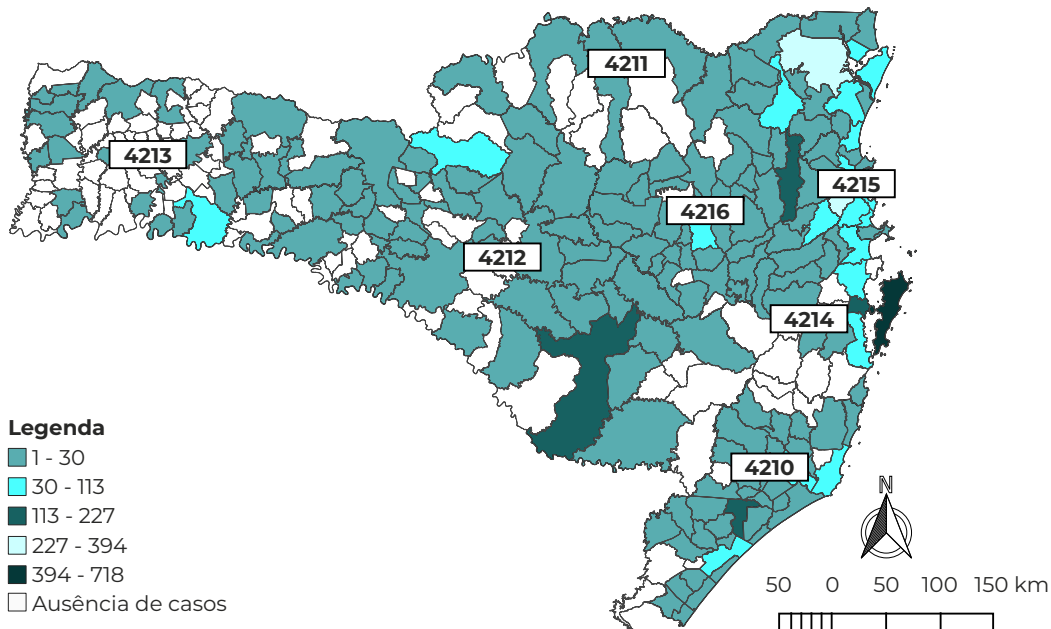 4211
4213
4215
4216
4212
4214
4210
Legenda
1 - 30
30 - 113
113 - 227
227 - 394
394 - 718
Ausência de casos
N
50 0 50 100 150 km